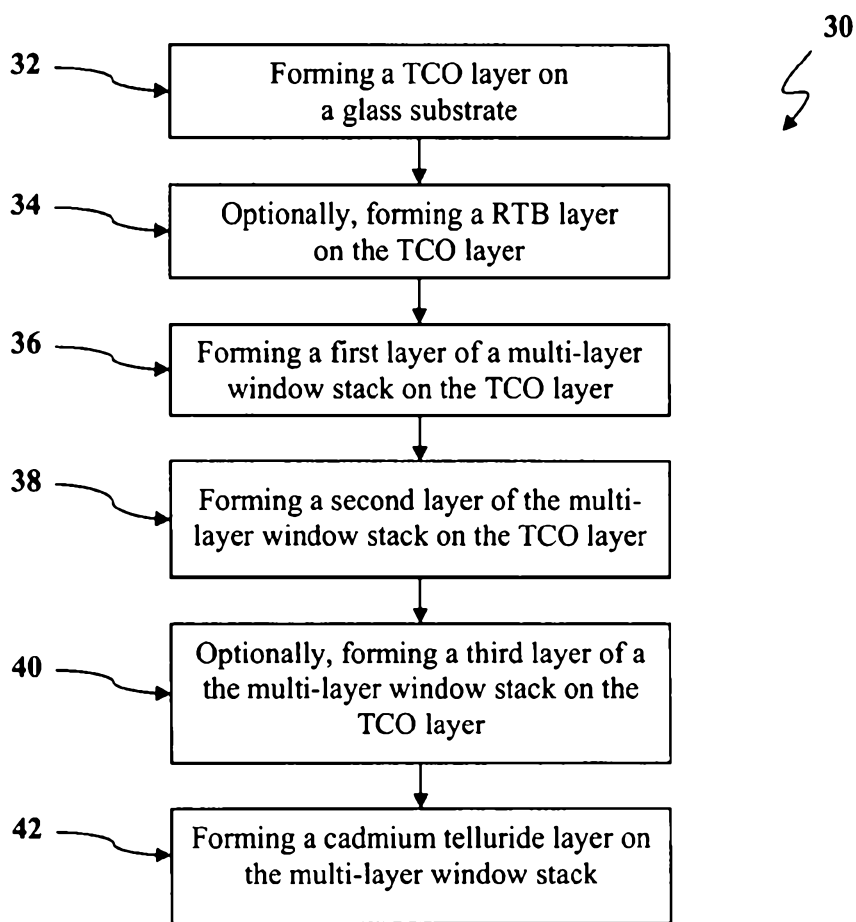 30
32
Forming a TCO layer on
a glass substrate
34
Optionally, forming a RTB layer
on the TCO layer
36
Forming a first layer of a multi-layer
window stack on the TCO layer
38
Forming a second layer of the multi-
layer window stack on the TCO layer
40
Optionally, forming a third layer of a
the multi-layer window stack on the
TCO layer
42
Forming a cadmium telluride layer on
the multi-layer window stack